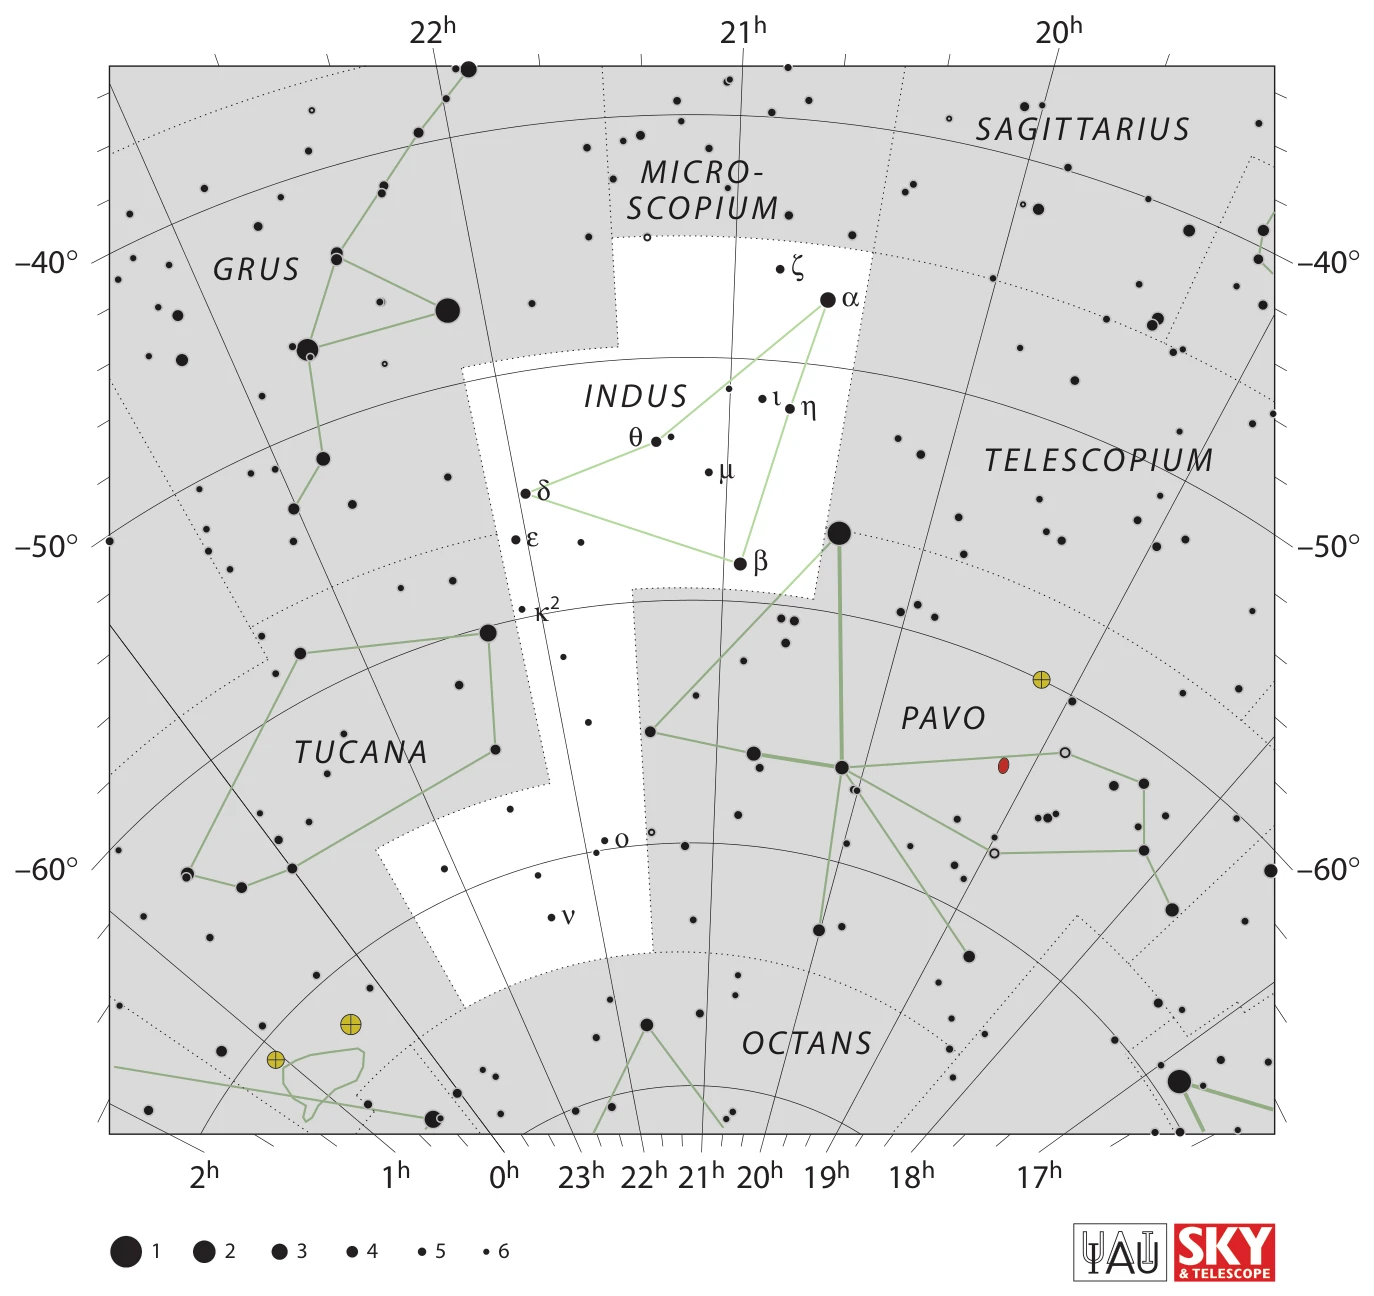 22h 21h 20h
SAGITTARIUS
MICRO-
SCOPIUM
–40° GRUS ζ –40°
α
INDUS ι η
θ
TELESCOPIUM
μ
δ
–50° ε –50°
β
κ2
PAVO
TUCANA
ο
–60° –60°
ν
OCTANS
2h 1h 0h 23h 22h 21h 20h 19h 18h 17h
1 2 3 4 5 6
IAU
SKY
& TELESCOPE